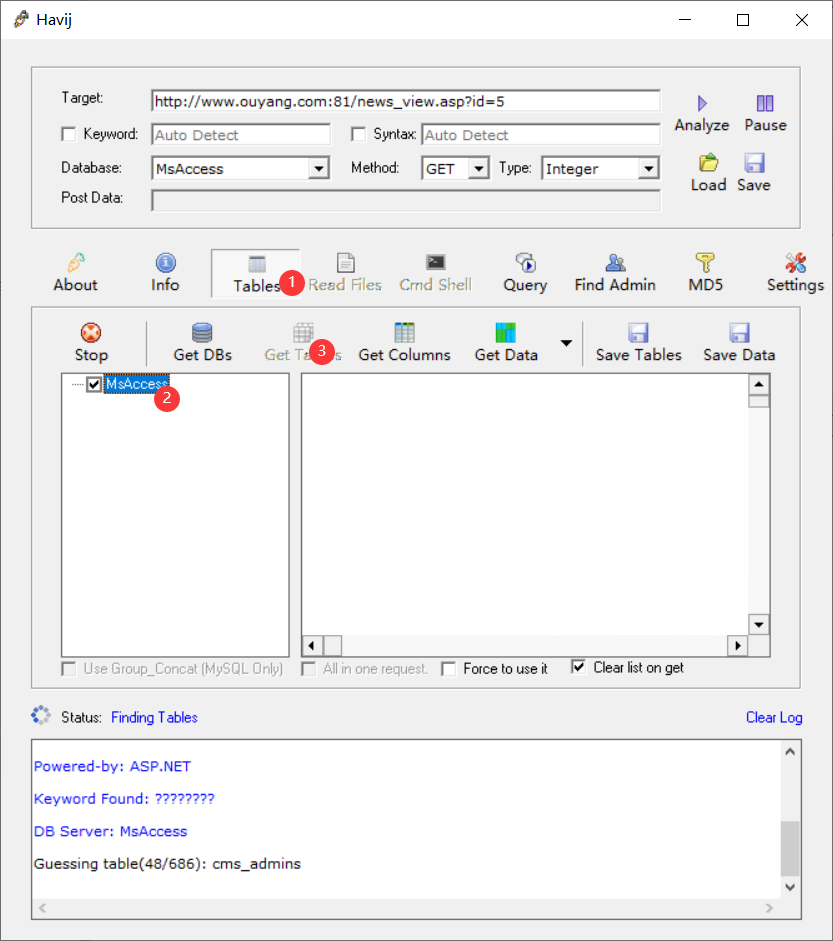 Havij
Target: http://www.ouyang.com:81/news_view.asp?id=5
Analyze Pause
Keyword: Auto Detect Syntax: Auto Detect
Database: MsAccess Method: GET Type: Integer
Load Save
Post Data:
About Info Tables 1 Read Files Cmd Shell Query Find Admin MD5 Settings
Stop Get DBs Get Tables 3 Get Columns Get Data Save Tables Save Data
MsAccess
2
Use Group_Concat (MySQL Only) All in one request. Force to use it Clear list on get
Status: Finding Tables Clear Log
Powered-by: ASP.NET
Keyword Found: ????????
DB Server: MsAccess
Guessing table(48/686): cms_admins